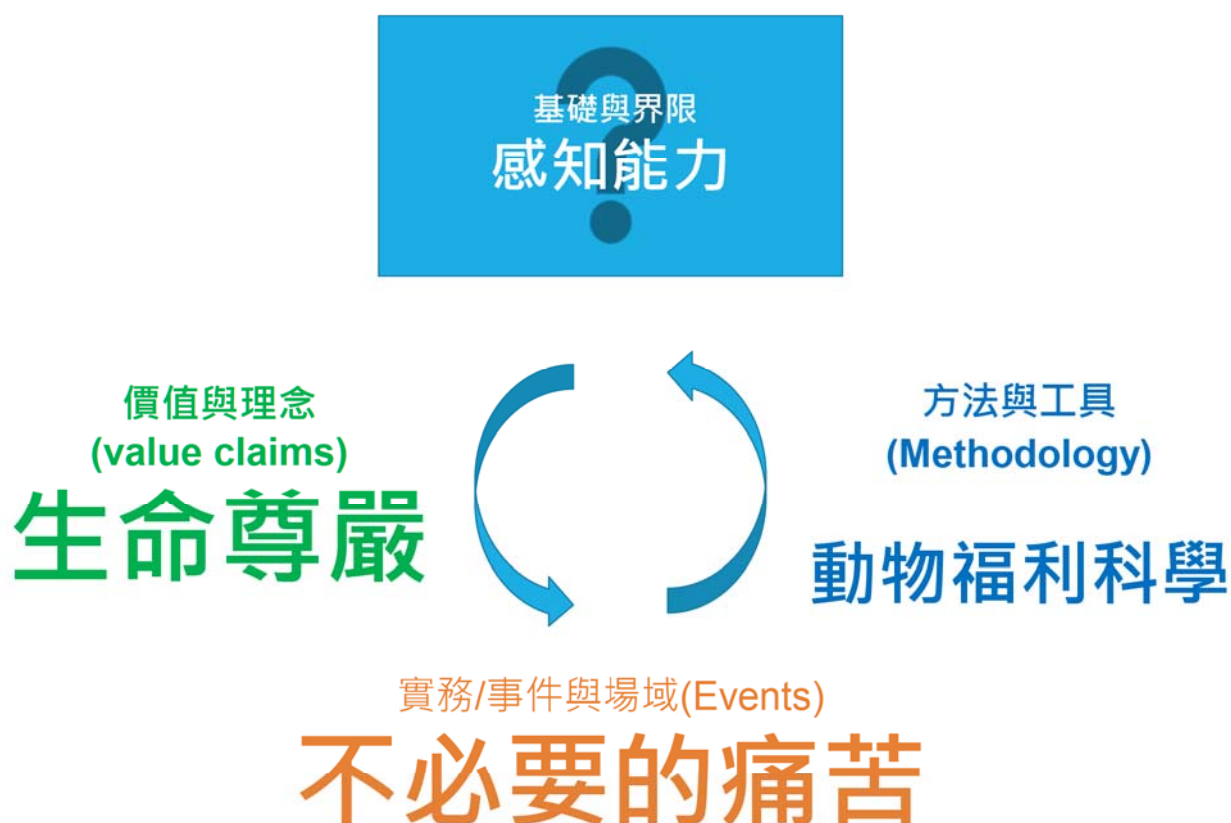 基礎與界限
感知能力
?
價值與理念
(value claims)
生命尊嚴
方法與工具
(Methodology)
動物福利科學
實務/事件與場域(Events)
不必要的痛苦